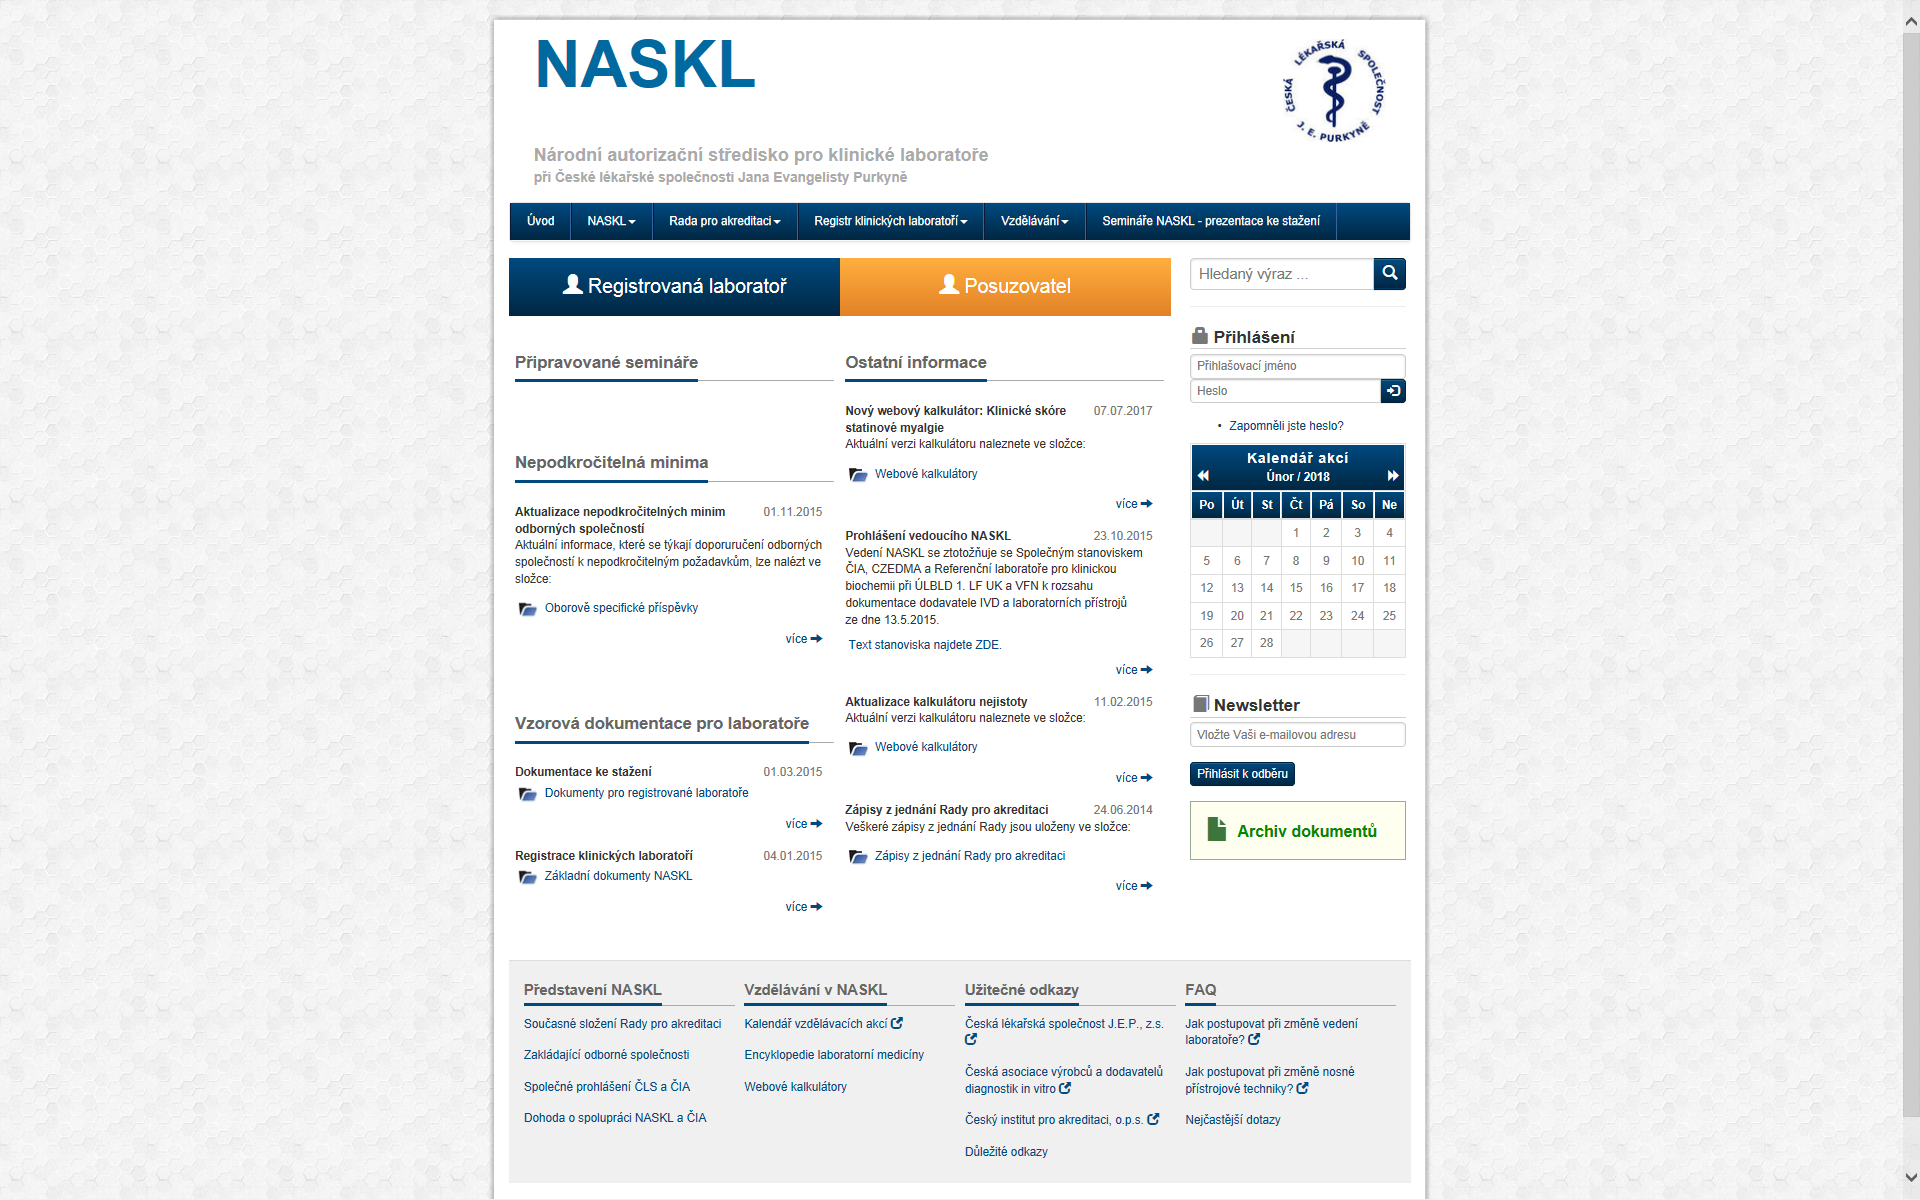 NASKL
ČESKÁ LÉKAŘSKÁ SPOLEČNOST
J. E. PURKYNĚ
Národní autorizační středisko pro klinické laboratoře
při České lékařské společnosti Jana Evangelisty Purkyně
Úvod
NASKL
Rada pro akreditaci
Registr klinických laboratoří
Vzdělávání
Semináře NASKL - prezentace ke stažení
Registrovaná laboratoř
Posuzovatel
Připravované semináře
Nepodkročitelná minima
Aktualizace nepodkročitelných minim
odborných společností
01.11.2015
Aktuální informace, které se týkají doporuručení odborných
společností k nepodkročitelným požadavkům, lze nalézt ve
složce:
Oborově specifické příspěvky
více
Vzorová dokumentace pro laboratoře
Dokumentace ke stažení
01.03.2015
Dokumenty pro registrované laboratoře
více
Registrace klinických laboratoří
04.01.2015
Základní dokumenty NASKL
více
Ostatní informace
Nový webový kalkulátor: Klinické skóre
statinové myalgie
07.07.2017
Aktuální verzi kalkulátoru naleznete ve složce:
Webové kalkulátory
více
Prohlášení vedoucího NASKL
23.10.2015
Vedení NASKL se ztotožňuje se Společným stanoviskem
ČIA, CZEDMA a Referenční laboratoře pro klinickou
biochemii při ÚLBLD 1. LF UK a VFN k rozsahu
dokumentace dodavatele IVD a laboratorních přístrojů
ze dne 13.5.2015.
Text stanoviska najdete ZDE.
více
Aktualizace kalkulátoru nejistoty
11.02.2015
Aktuální verzi kalkulátoru naleznete ve složce:
Webové kalkulátory
více
Zápisy z jednání Rady pro akreditaci
24.06.2014
Veškeré zápisy z jednání Rady jsou uloženy ve složce:
Zápisy z jednání Rady pro akreditaci
více
Hledaný výraz ...
Přihlášení
Přihlašovací jméno
Heslo
• Zapomněli jste heslo?
Kalendář akcí
Únor / 2018
Po Út St Čt Pá So Ne
1 2 3 4
5 6 7 8 9 10 11
12 13 14 15 16 17 18
19 20 21 22 23 24 25
26 27 28
Newsletter
Vložte Vaši e-mailovou adresu
Přihlásit k odběru
Archiv dokumentů
Představení NASKL
Současné složení Rady pro akreditaci
Zakládající odborné společnosti
Společné prohlášení ČLS a ČIA
Dohoda o spolupráci NASKL a ČIA
Vzdělávání v NASKL
Kalendář vzdělávacích akcí
Encyklopedie laboratorní medicíny
Webové kalkulátory
Užitečné odkazy
Česká lékařská společnost J.E.P., z.s.
Česká asociace výrobců a dodavatelů
diagnostik in vitro
Český institut pro akreditaci, o.p.s.
Důležité odkazy
FAQ
Jak postupovat při změně vedení
laboratoře?
Jak postupovat při změně nosné
přístrojové techniky?
Nejčastější dotazy